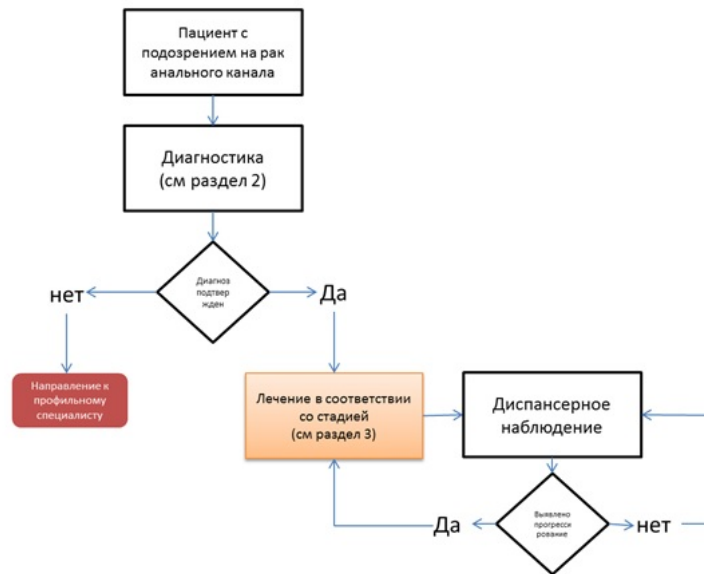 Пациент с
подозрением на рак
анального канала
Диагностика
(см раздел 2)
Диагноз
подтвер
жден
нет
Да
Направление к
профильному
специалисту
Лечение в соответствии
со стадией
(см раздел 3)
Диспансерное
наблюдение
Выявлено
прогресси
рование
Да
нет